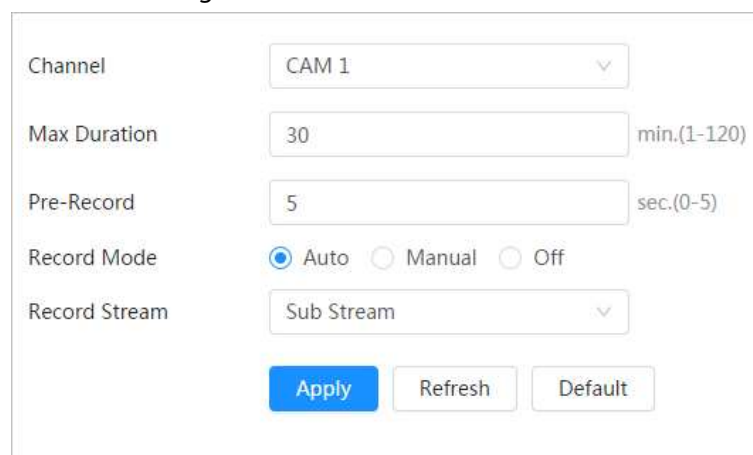 Channel CAM 1
Max Duration 30 min.(1-120)
Pre-Record 5 sec.(0-5)
Record Mode Auto Manual Off
Record Stream Sub Stream
Apply Refresh Default